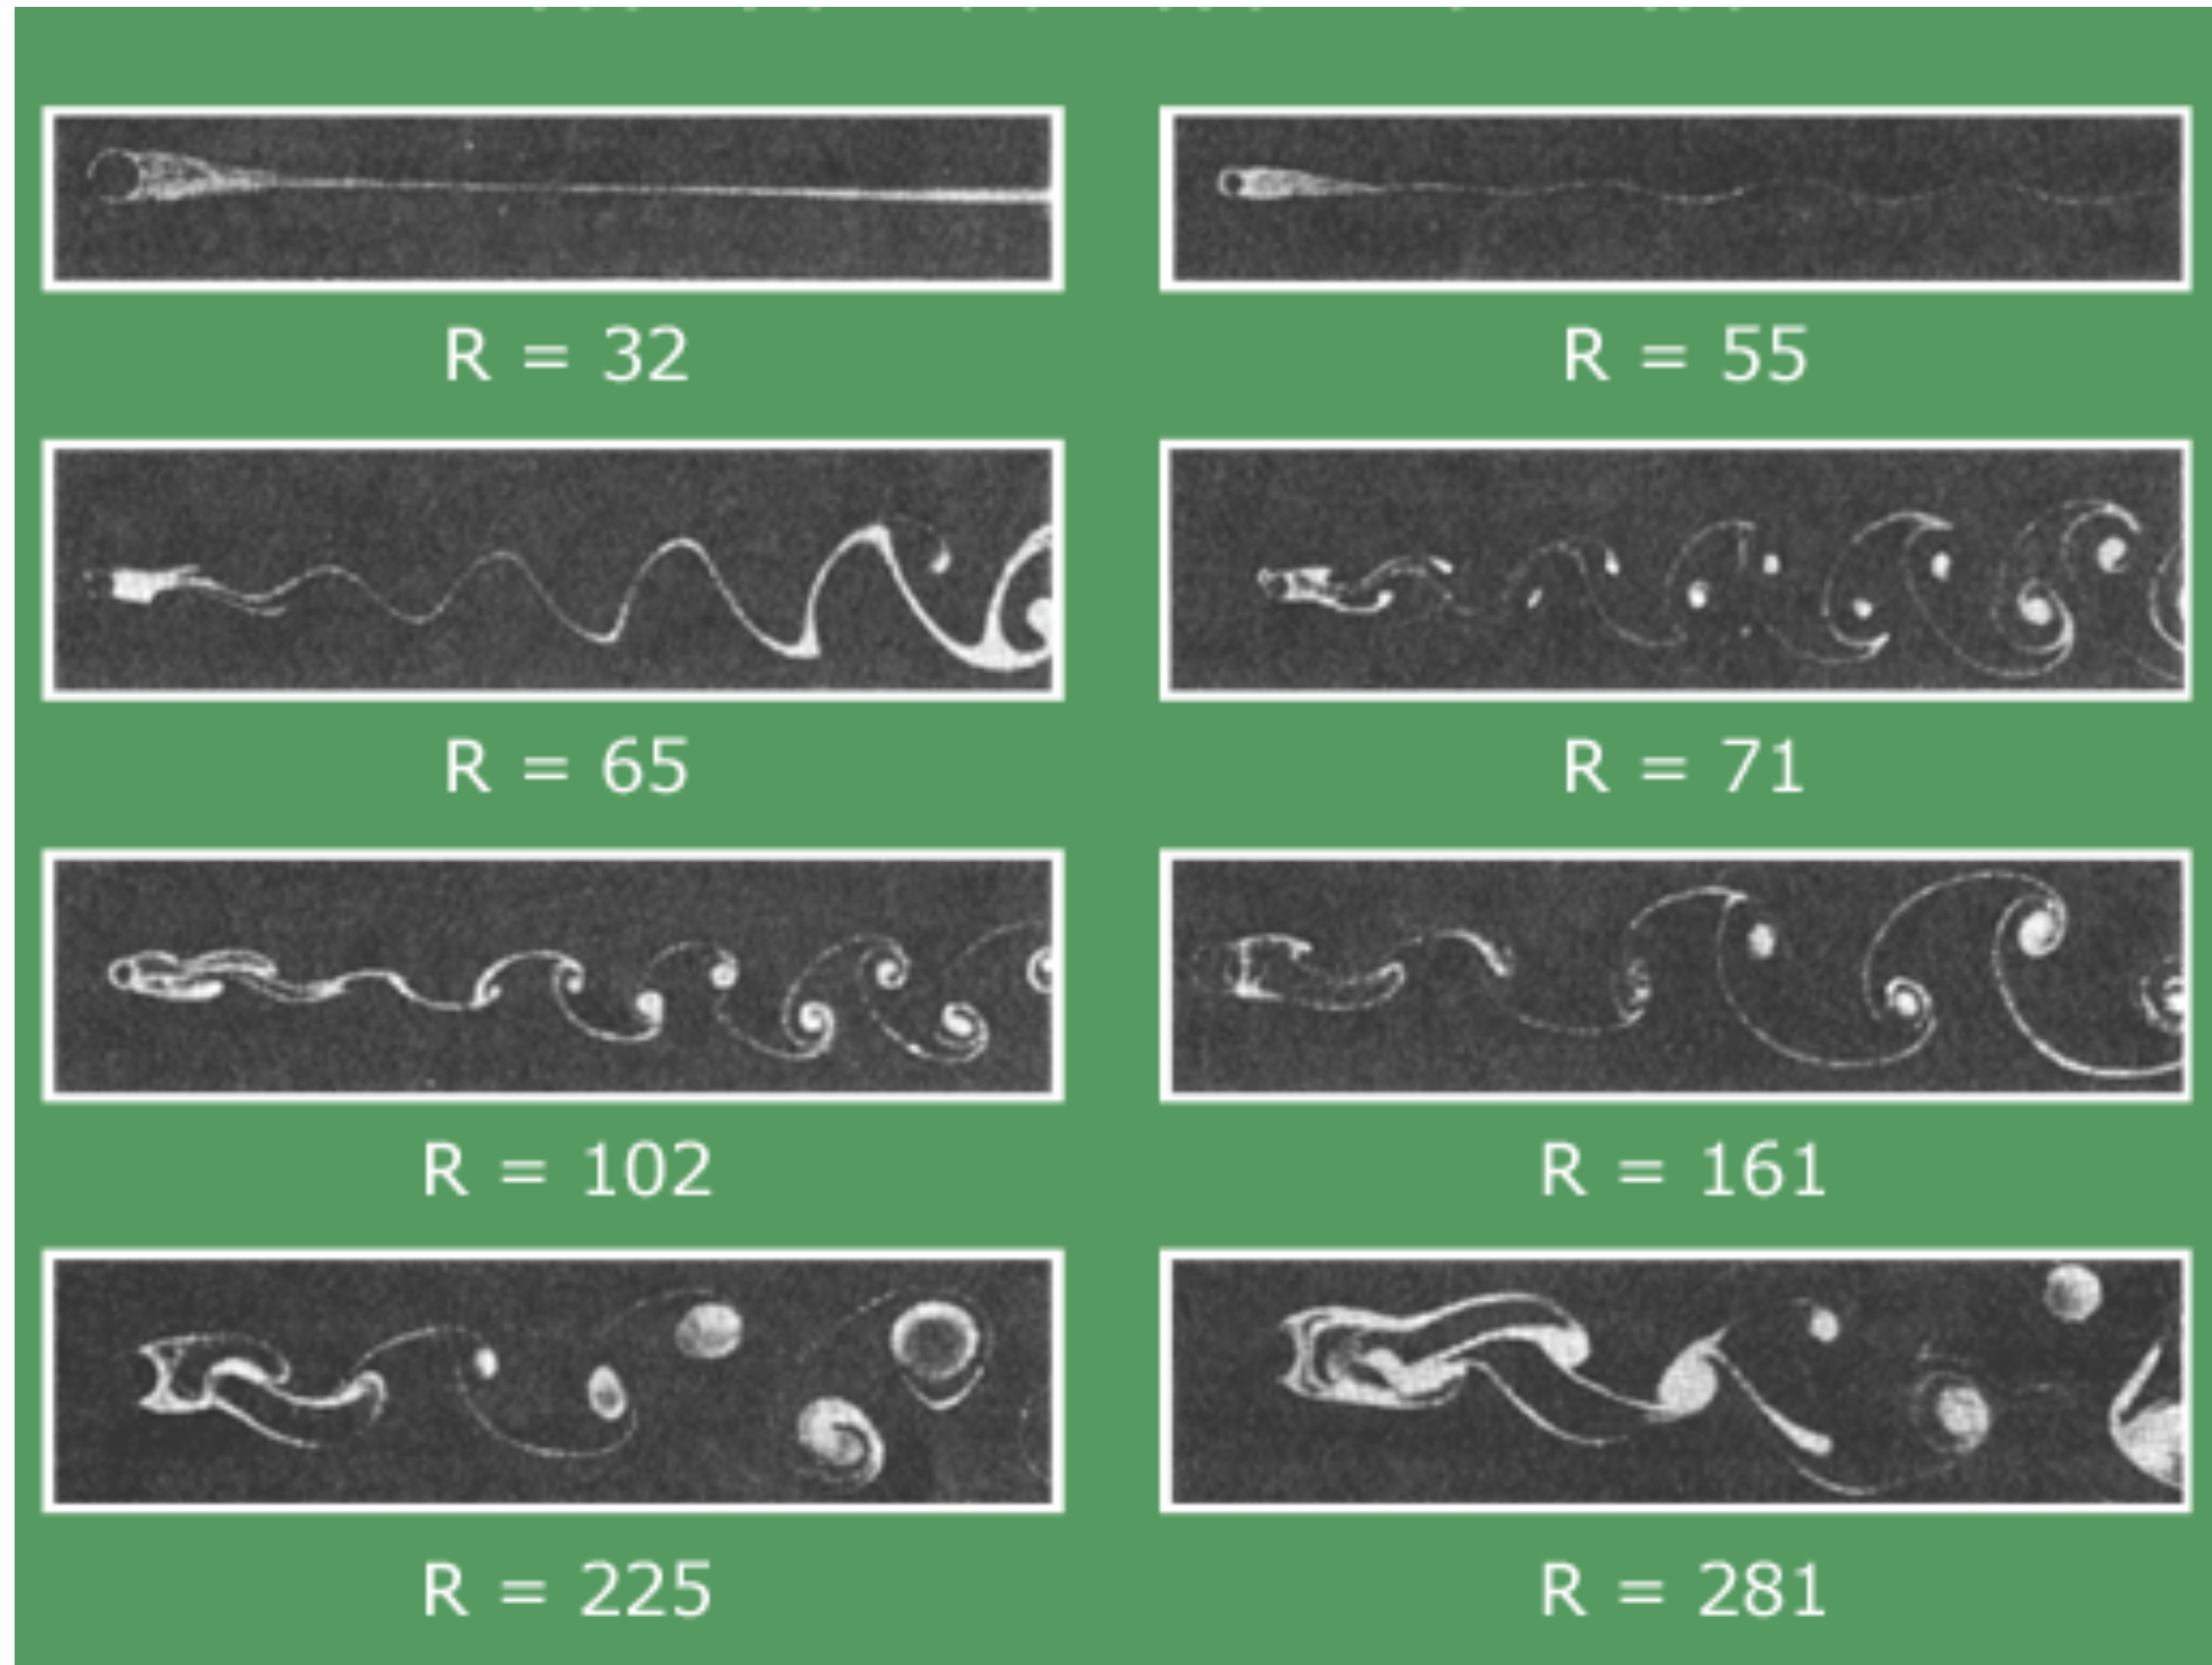 R = 32
R = 55
R = 65
R = 71
R = 102
R = 161
R = 225
R = 281